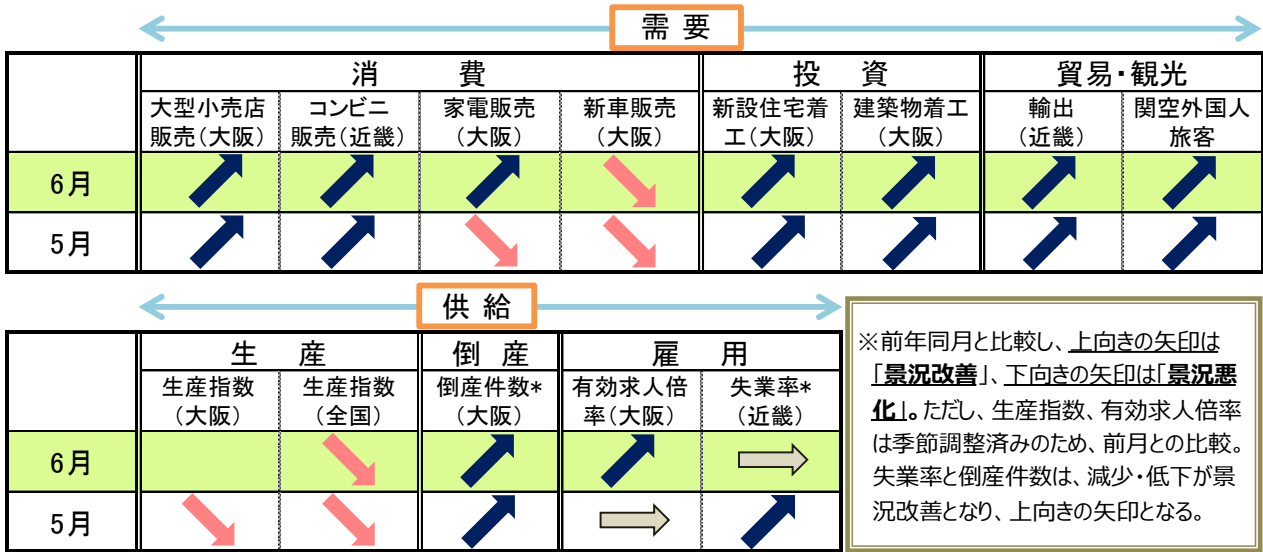 需 要
消 費
投 資
貿易・観光
大型小売店
販売(大阪)
コンビニ
販売(近畿)
家電販売
(大阪)
新車販売
(大阪)
新設住宅着
工(大阪)
建築物着工
(大阪)
輸出
(近畿)
関空外国人
旅客
6月
5月
供 給
生 産
倒 産
雇 用
生産指数
(大阪)
生産指数
(全国)
倒産件数*
(大阪)
有効求人倍
率(大阪)
失業率*
(近畿)
6月
5月
※前年同月と比較し、上向きの矢印は
「景況改善」、下向きの矢印は「景況悪
化」。ただし、生産指数、有効求人倍率
は季節調整済みのため、前月との比較。
失業率と倒産件数は、減少・低下が景
況改善となり、上向きの矢印となる。